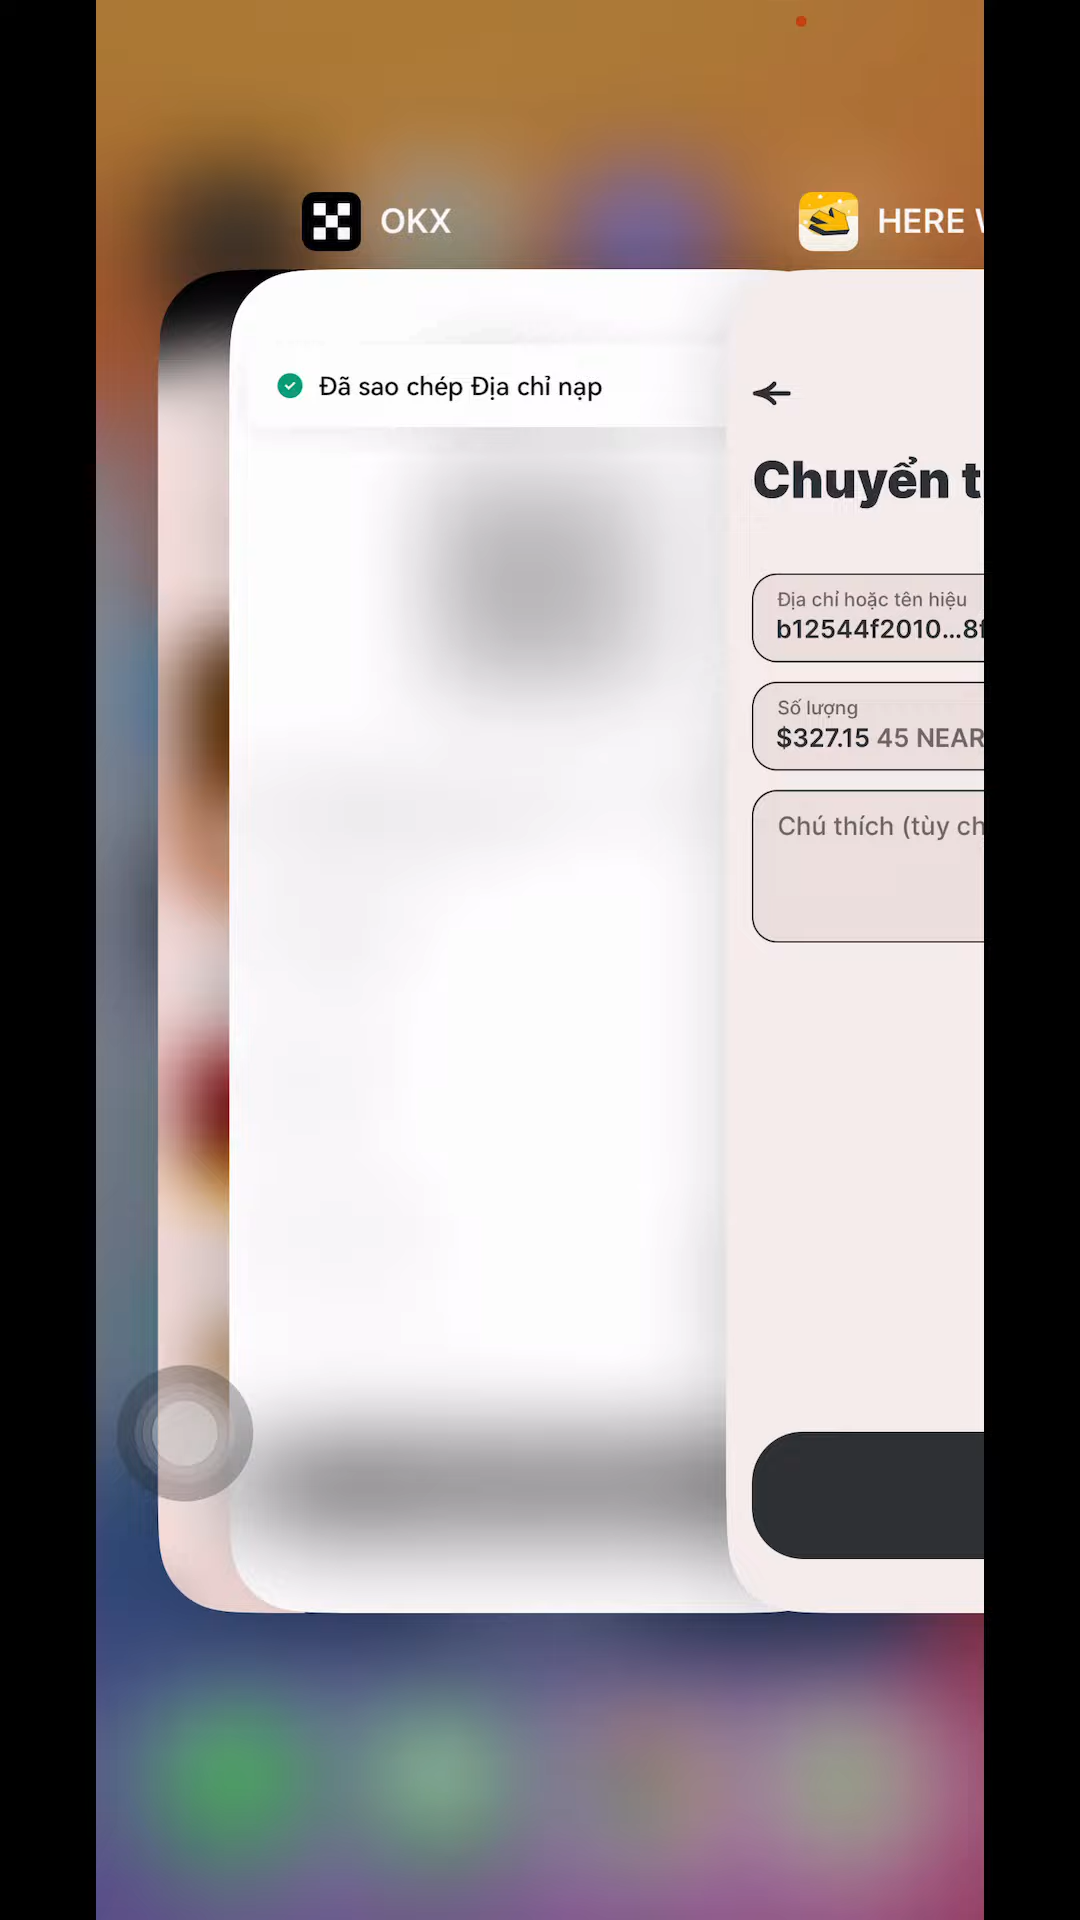 OKX
HERE
Đã sao chép Địa chỉ nạp
Chuyển
Địa chỉ hoặc tên hiệu
b12544f2010...8f
Số lượng
$327.15 45 NEAR
Chú thích (tùy ch